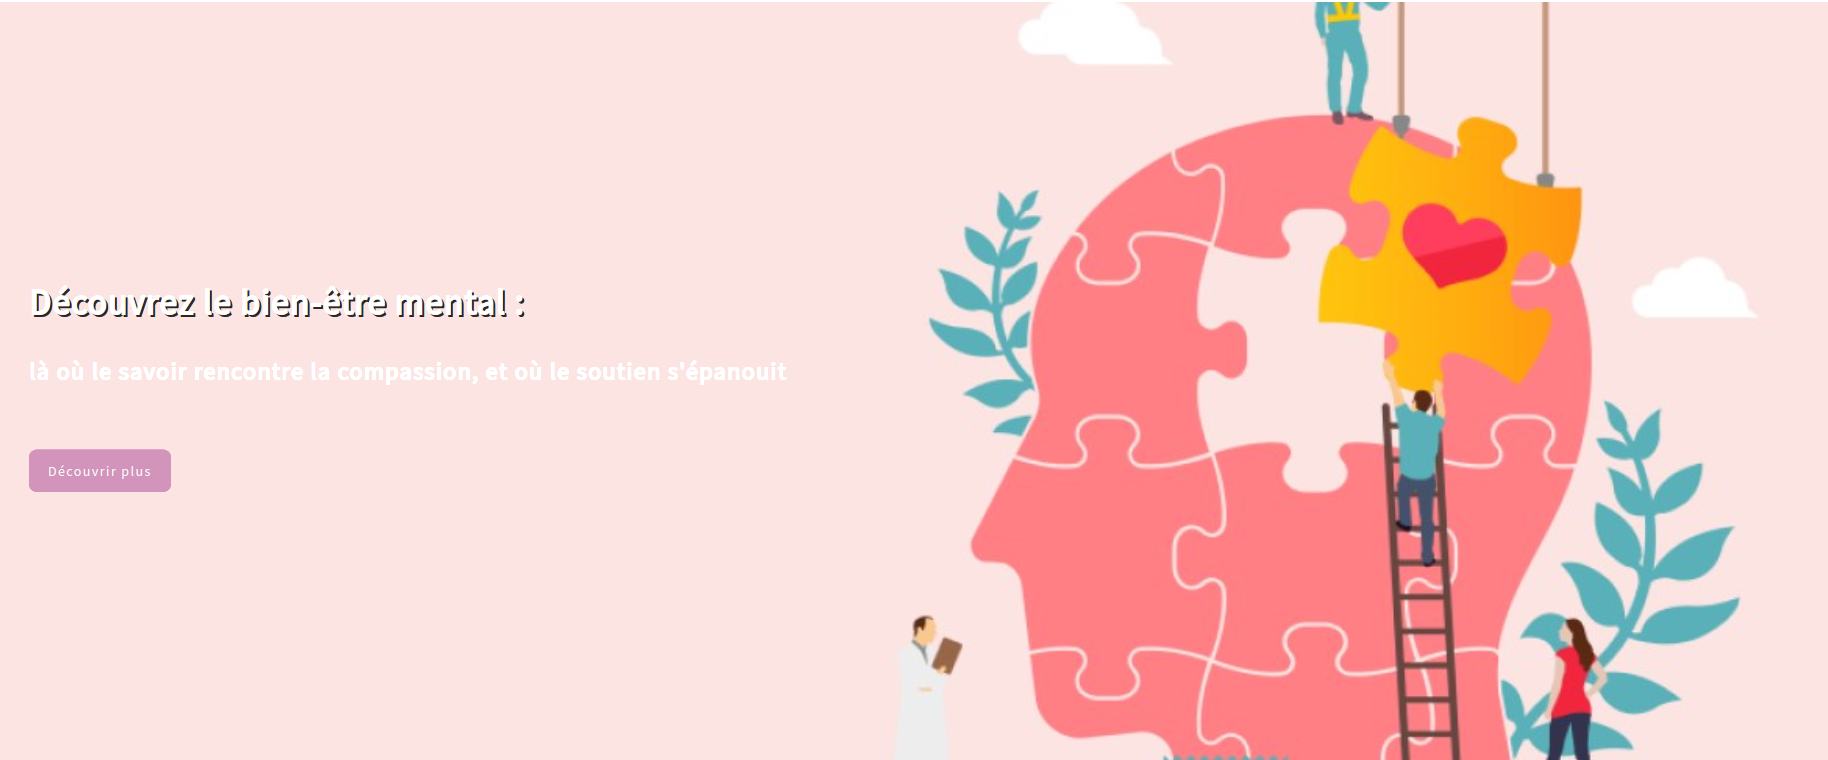 Découvrez le bien-être mental :
là où le savoir rencontre la compassion, et où le soutien s'épanouit
Découvrir plus